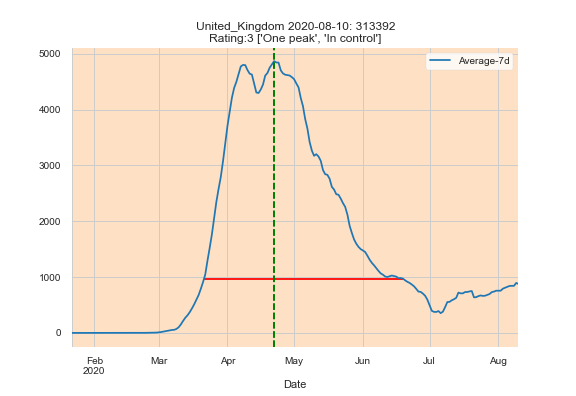 United_Kingdom 2020-08-10: 313392
Rating:3 ['One peak', 'In control']
Average-7d
5000
4000
3000
2000
1000
0
Feb Mar Apr May Jun Jul Aug
2020
Date